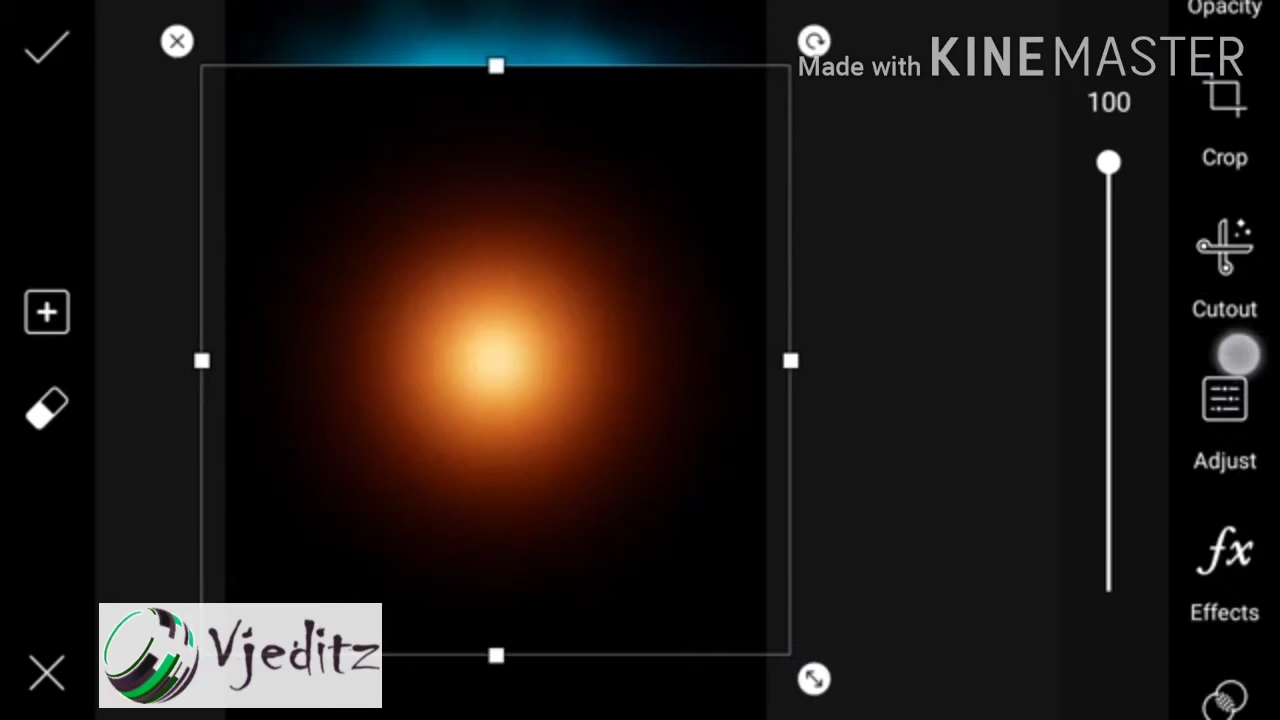 Opacity
Made with KINEMASTER
100
Crop
Cutout
Adjust
fx
Effects
Vjeditz